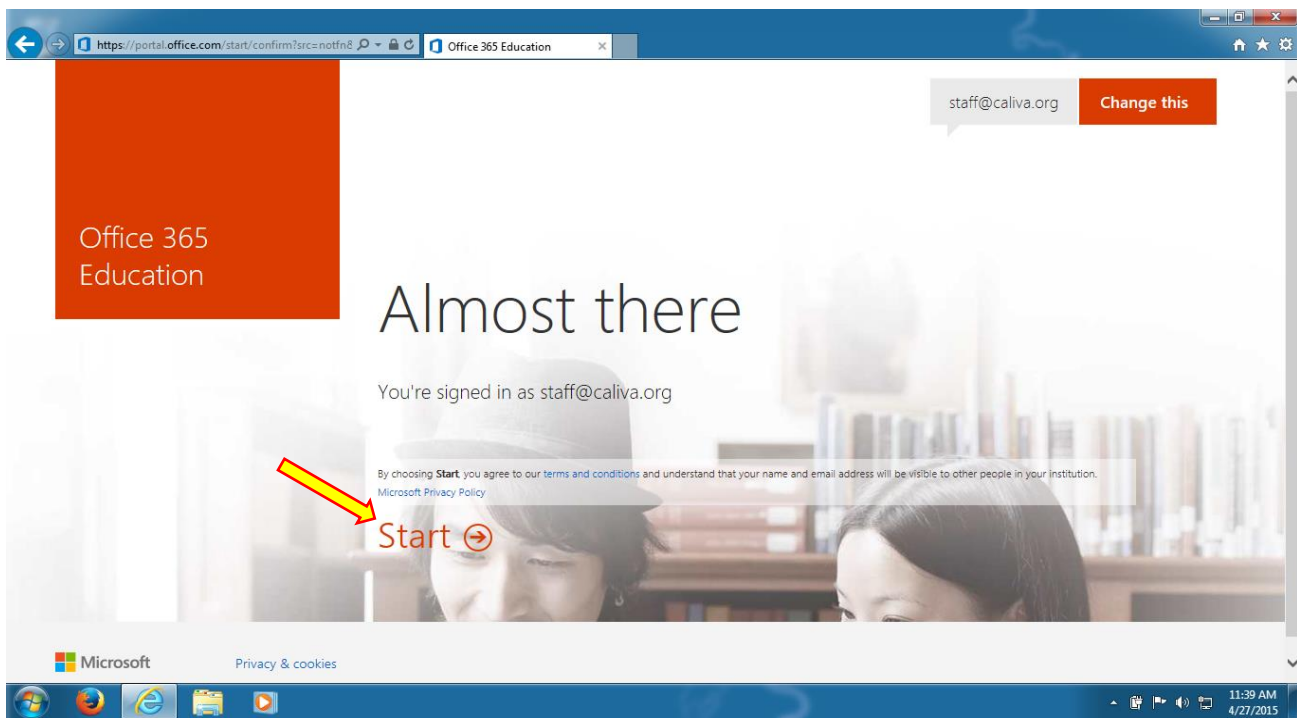 https://portal.office.com/start/confirm?src=notfn8
Office 365 Education
staff@caliva.org
Change this
Office 365
Education
Almost there
You're signed in as staff@caliva.org
By choosing Start, you agree to our terms and conditions and understand that your name and email address will be visible to other people in your institution.
Microsoft Privacy Policy
Start
Microsoft
Privacy & cookies
11:39 AM
4/27/2015